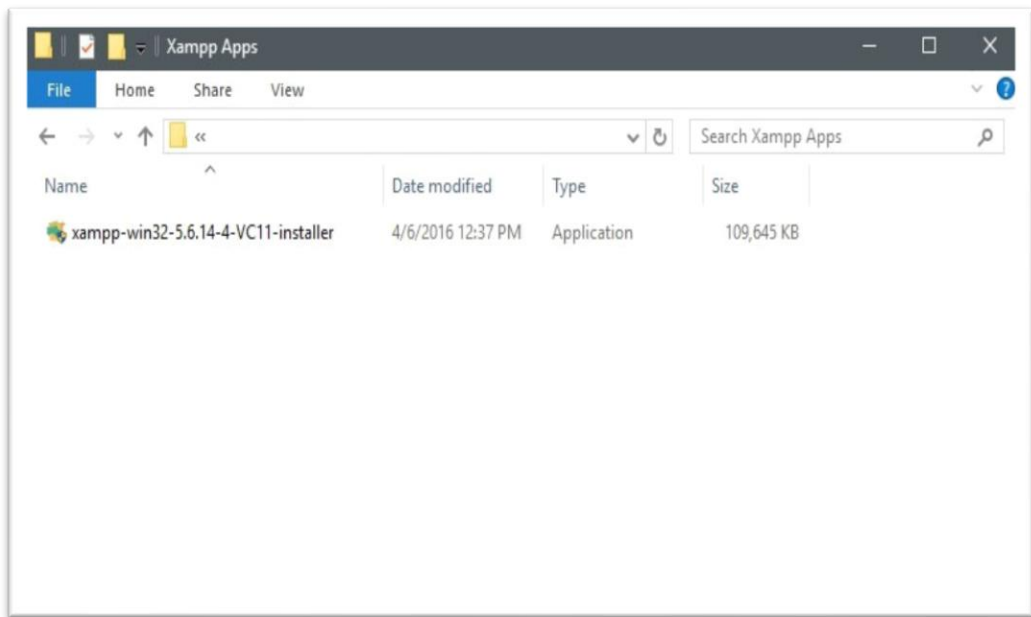 Xampp Apps
File Home Share View
« Search Xampp Apps
Name Date modified Type Size
xampp-win32-5.6.14-4-VC11-installer 4/6/2016 12:37 PM Application 109,645 KB